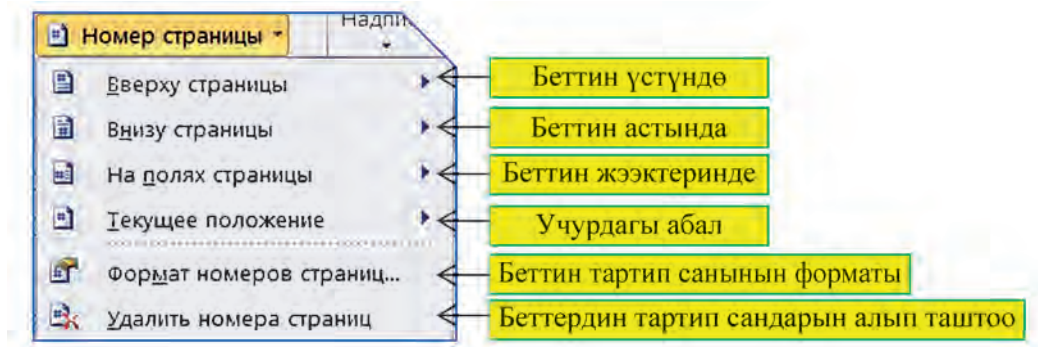 Номер страницы
Вверху страницы
Беттин үстүндө
Внизу страницы
Беттин астында
На полях страницы
Беттин жээктеринде
Текущее положение
Учурдагы абал
Формат номеров страниц...
Беттин тартип санынын форматы
Удалить номера страниц
Беттердин тартип сандарын алып таштоо